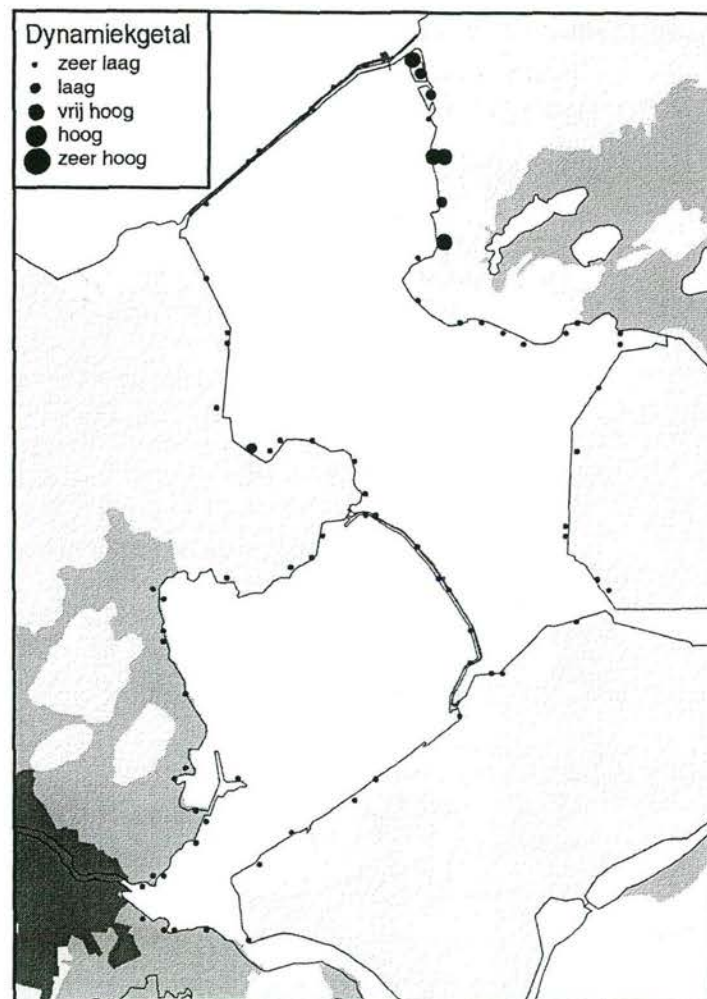 Dynamiekgetal
zeer laag
laag
vrij hoog
hoog
zeer hoog